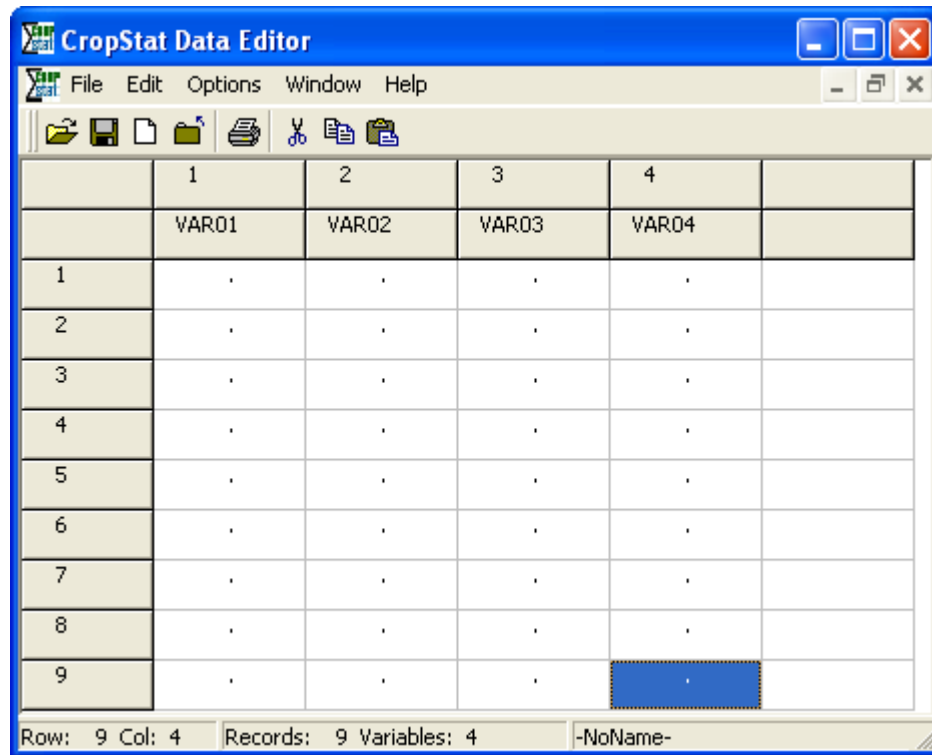 CropStat Data Editor
File Edit Options Window Help
1 2 3 4
VAR01 VAR02 VAR03 VAR04
1 . . . .
2 . . . .
3 . . . .
4 . . . .
5 . . . .
6 . . . .
7 . . . .
8 . . . .
9 . . . .
Row: 9 Col: 4 Records: 9 Variables: 4 -NoName-